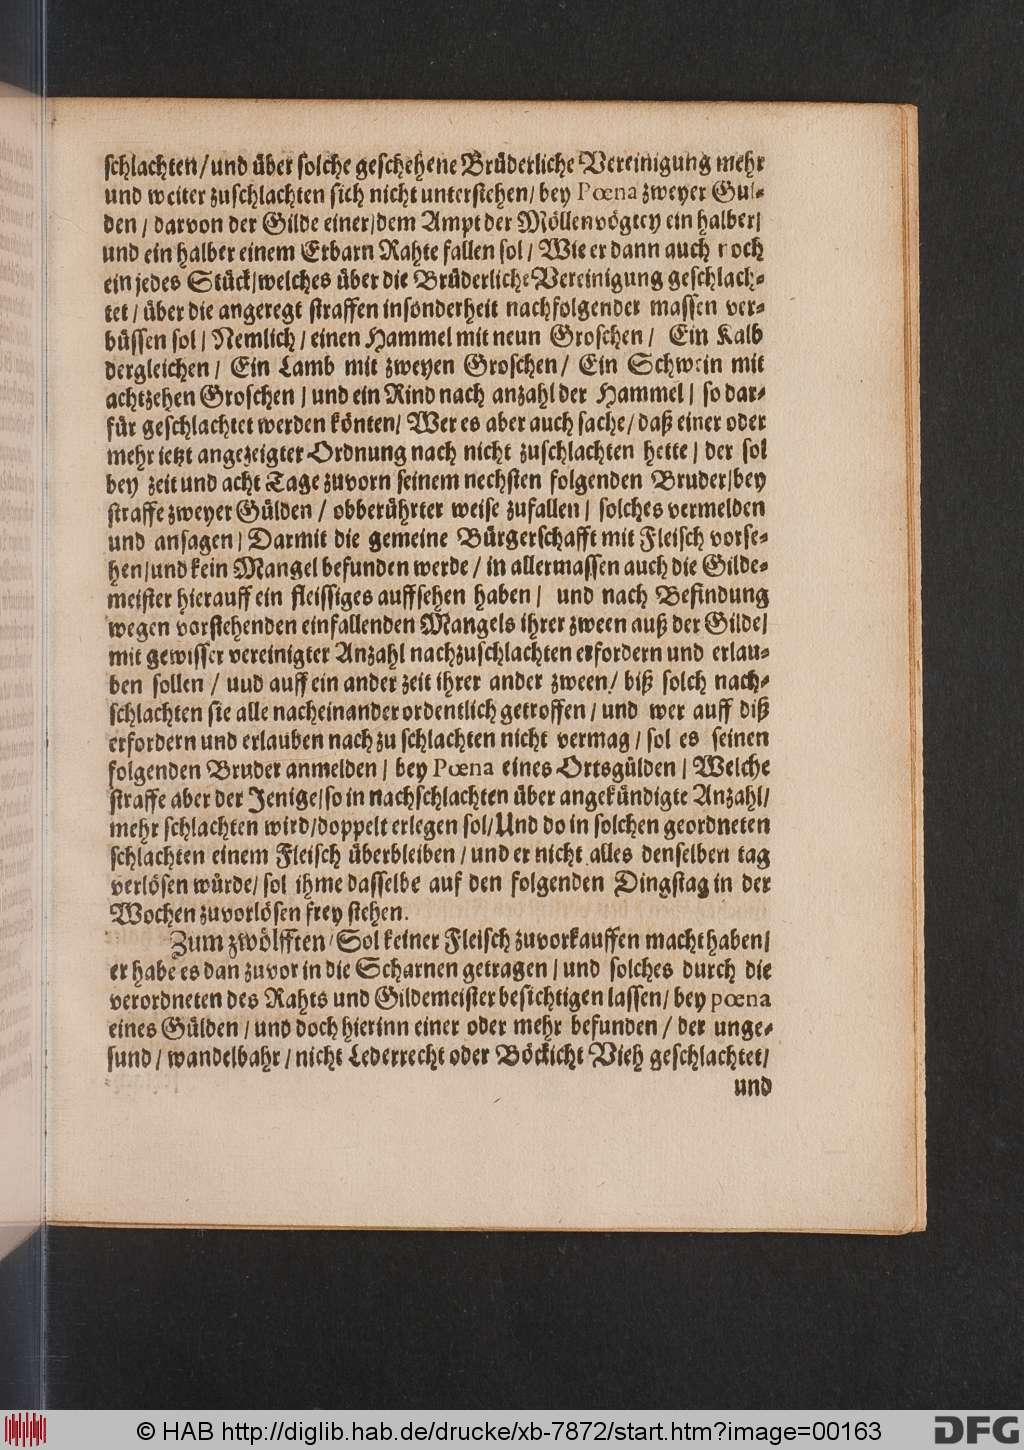 schlachten / und über solche geschehene Brüderliche Vereinigung mehr
und weiter zuschlachten sich nicht unterstehen / bey Pœna zweyer Gul-
den / darvon der Gilde einer / dem Ampt der Möllenvögtey ein halber /
und ein halber einem Erbarn Rahte fallen sol / Wie er dann auch noch
ein jedes Stück / welches über die Brüderliche Vereinigung geschlach-
tet / über die angeregt straffen insonderheit nachfolgender massen ver-
büssen sol / Nemlich / einen Hammel mit neun Groschen / Ein Kalb
dergleichen / Ein Lamb mit zweyen Groschen / Ein Schwein mit
achtzehen Groschen / und ein Rind nach anzahl der Hammel / so dar-
für geschlachtet werden könten / Wer es aber auch sache / daß einer oder
mehr jetzt angezeigter Ordnung nach nicht zuschlachten hette / der sol
bey zeit und acht Tage zuvorn seinem nechsten folgenden Bruder / bey
straffe zweyer Gülden / obberührter weise zufallen / solches vermelden
und ansagen / Darmit die gemeine Bürgerschafft mit Fleisch vorse-
hen / und kein Mangel befunden werde / in allermassen auch die Gilde-
meister hierauff ein fleissiges auffsehen haben / und nach Befindung
wegen vorstehenden einfallenden Mangels ihrer zween auß der Gilde /
mit gewisser vereinigter Anzahl nachzuschlachten erfordern und erlau-
ben sollen / uud auff ein ander zeit ihrer ander zween / biß solch nach-
schlachten sie alle nacheinander ordentlich getroffen / und wer auff diß
erfordern und erlauben nach zu schlachten nicht vermag / sol es seinen
folgenden Bruder anmelden / bey Pœna eines Ortsgülden / Welche
straffe aber der Jenige / so in nachschlachten über angekündigte Anzahl /
mehr schlachten wird / doppelt erlegen sol / Und do in solchen geordneten
schlachten einem Fleisch überbleiben / und er nicht alles denselben tag
verlösen würde / sol ihme dasselbe auf den folgenden Dingstag in der
Wochen zuvorlösen frey stehen.
Zum zwölfften / Sol keiner Fleisch zuvorkauffen macht haben /
er habe es dan zuvor in die Scharnen getragen / und solches durch die
verordneten des Rahts und Gildemeister besichtigen lassen / bey pœna
eines Gülden / und doch hierinn einer oder mehr befunden / der unge-
sund / wandelbahr / nicht Lederrecht oder Böckicht Vieh geschlachtet /
und
© HAB http://diglib.hab.de/drucke/xb-7872/start.htm?image=00163
DFG